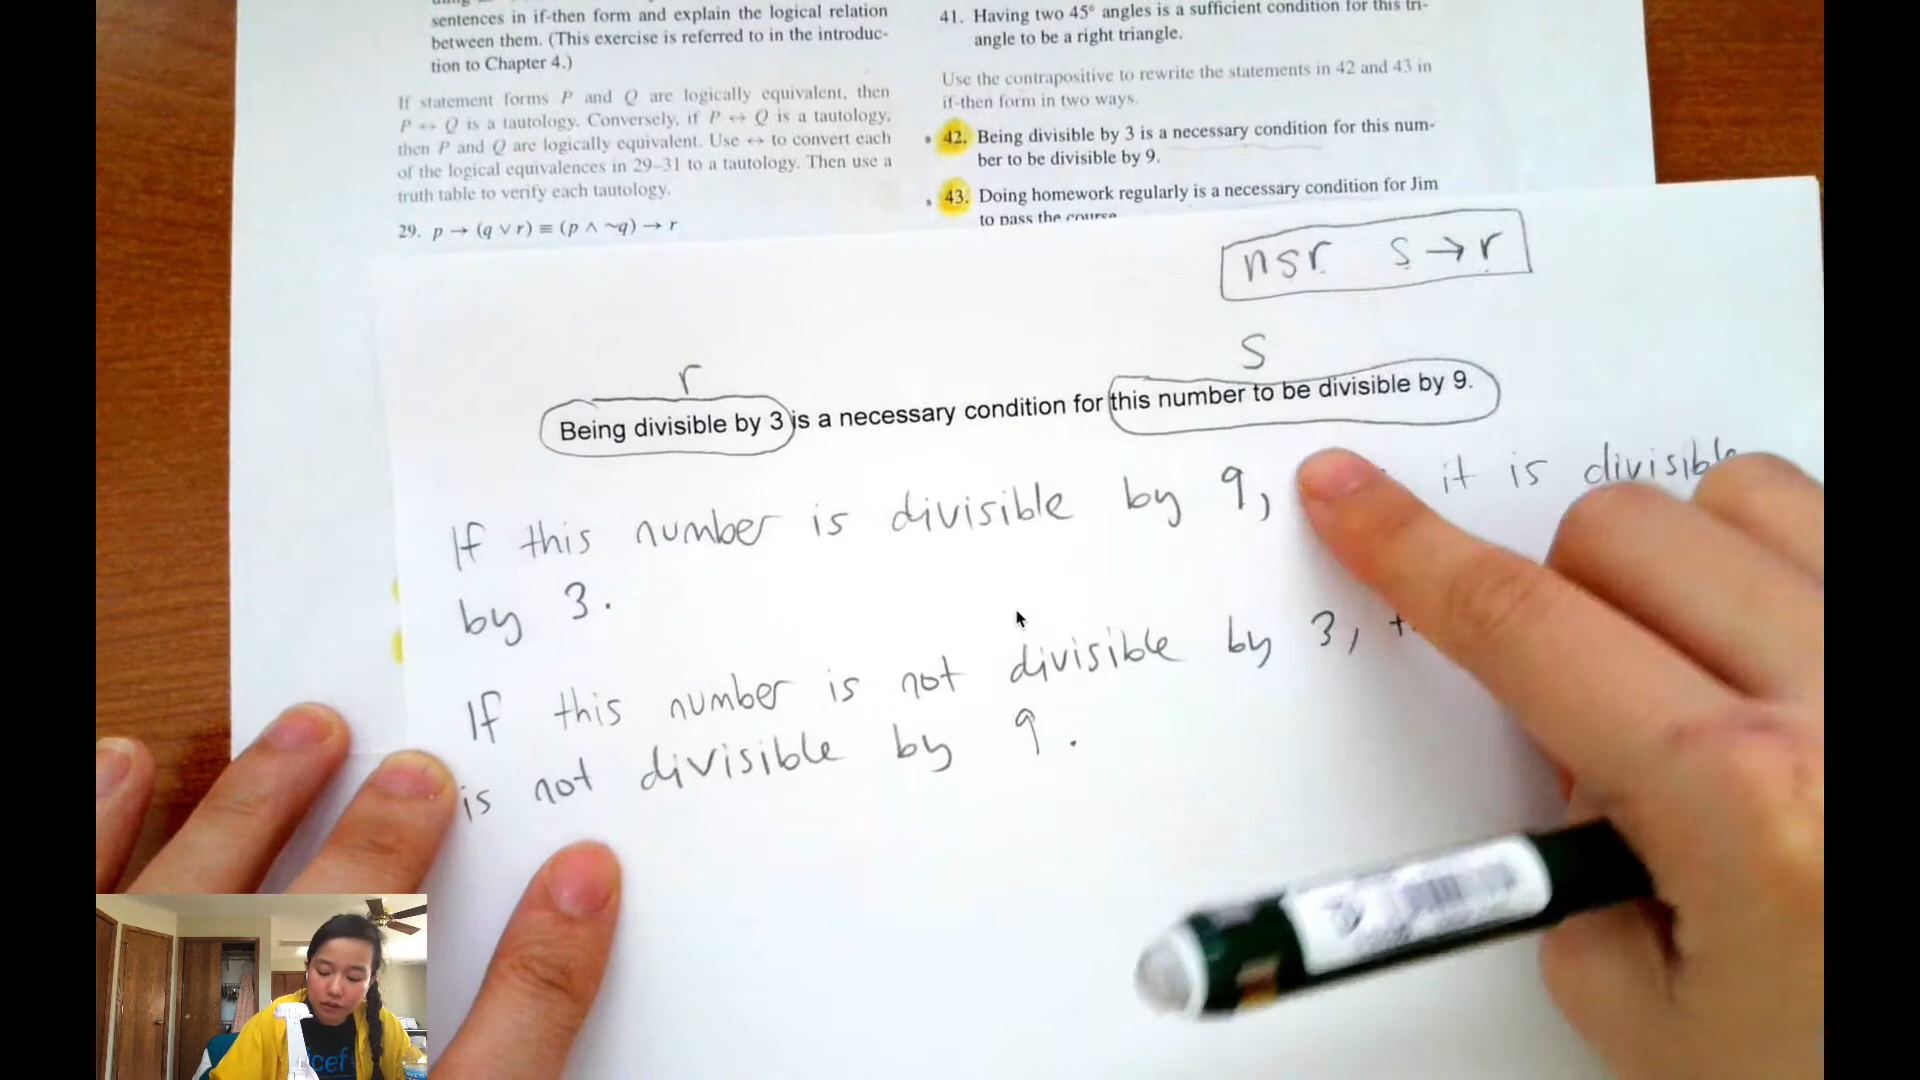 sentences in if-then form and explain the logical relation
between them. (This exercise is referred to in the introduc-
tion to Chapter 4.)
If statement forms P and Q are logically equivalent, then
P ↔ Q is a tautology. Conversely, if P ↔ Q is a tautology,
then P and Q are logically equivalent. Use ↔ to convert each
of the logical equivalences in 29–31 to a tautology. Then use a
truth table to verify each tautology.
29. p → (q ∨ r) ≡ (p ∧ ~q) → r
41. Having two 45° angles is a sufficient condition for this tri-
angle to be a right triangle.
Use the contrapositive to rewrite the statements in 42 and 43 in
if-then form in two ways.
42. Being divisible by 3 is a necessary condition for this num-
ber to be divisible by 9.
43. Doing homework regularly is a necessary condition for Jim
to pass the course
nsr s → r
r s
Being divisible by 3 is a necessary condition for this number to be divisible by 9.
If this number is divisible by 9, it is divisible
by 3.
If this number is not divisible by 3,
is not divisible by 9.
icef